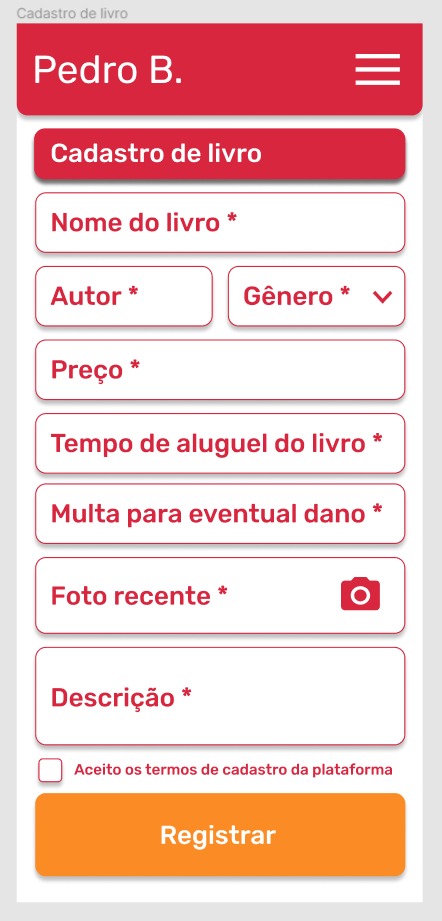 Cadastro de livro
Pedro B.
Cadastro de livro
Nome do livro *
Autor * Gênero *
Preço *
Tempo de aluguel do livro *
Multa para eventual dano *
Foto recente *
Descrição *
Aceito os termos de cadastro da plataforma
Registrar